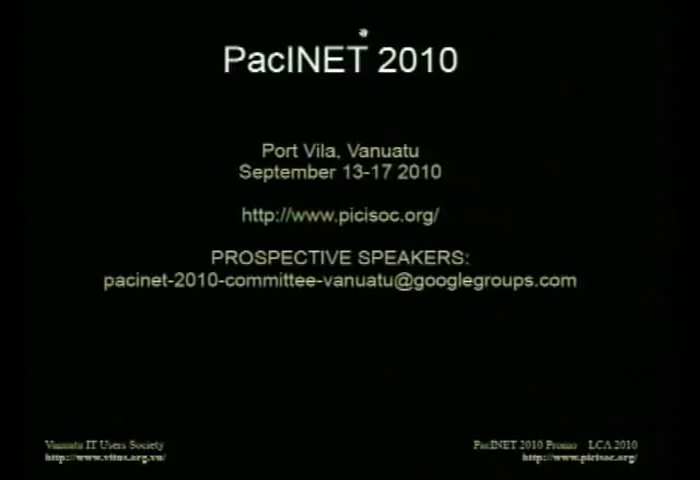 PacINET 2010
Port Vila, Vanuatu
September 13-17 2010
http://www.picisoc.org/
PROSPECTIVE SPEAKERS:
pacinet-2010-committee-vanuatu@googlegroups.com
Vanuatu IT Users Society
http://www.vitus.org.vu/
PacINET 2010 Promo LCA 2010
http://www.picisoc.org/